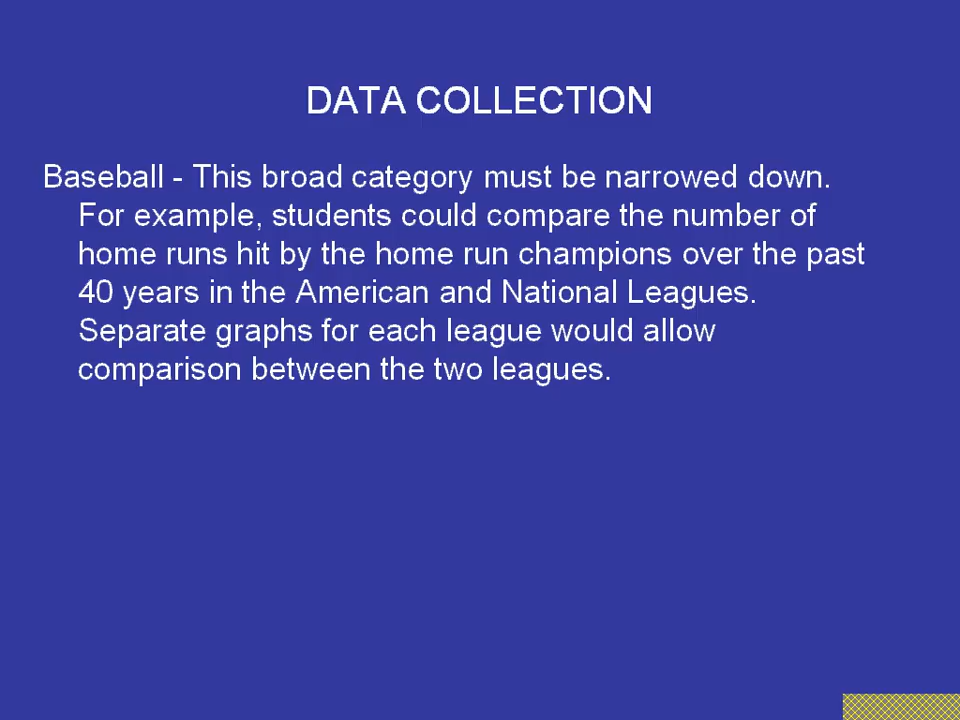 DATA COLLECTION
Baseball - This broad category must be narrowed down.
For example, students could compare the number of
home runs hit by the home run champions over the past
40 years in the American and National Leagues.
Separate graphs for each league would allow
comparison between the two leagues.